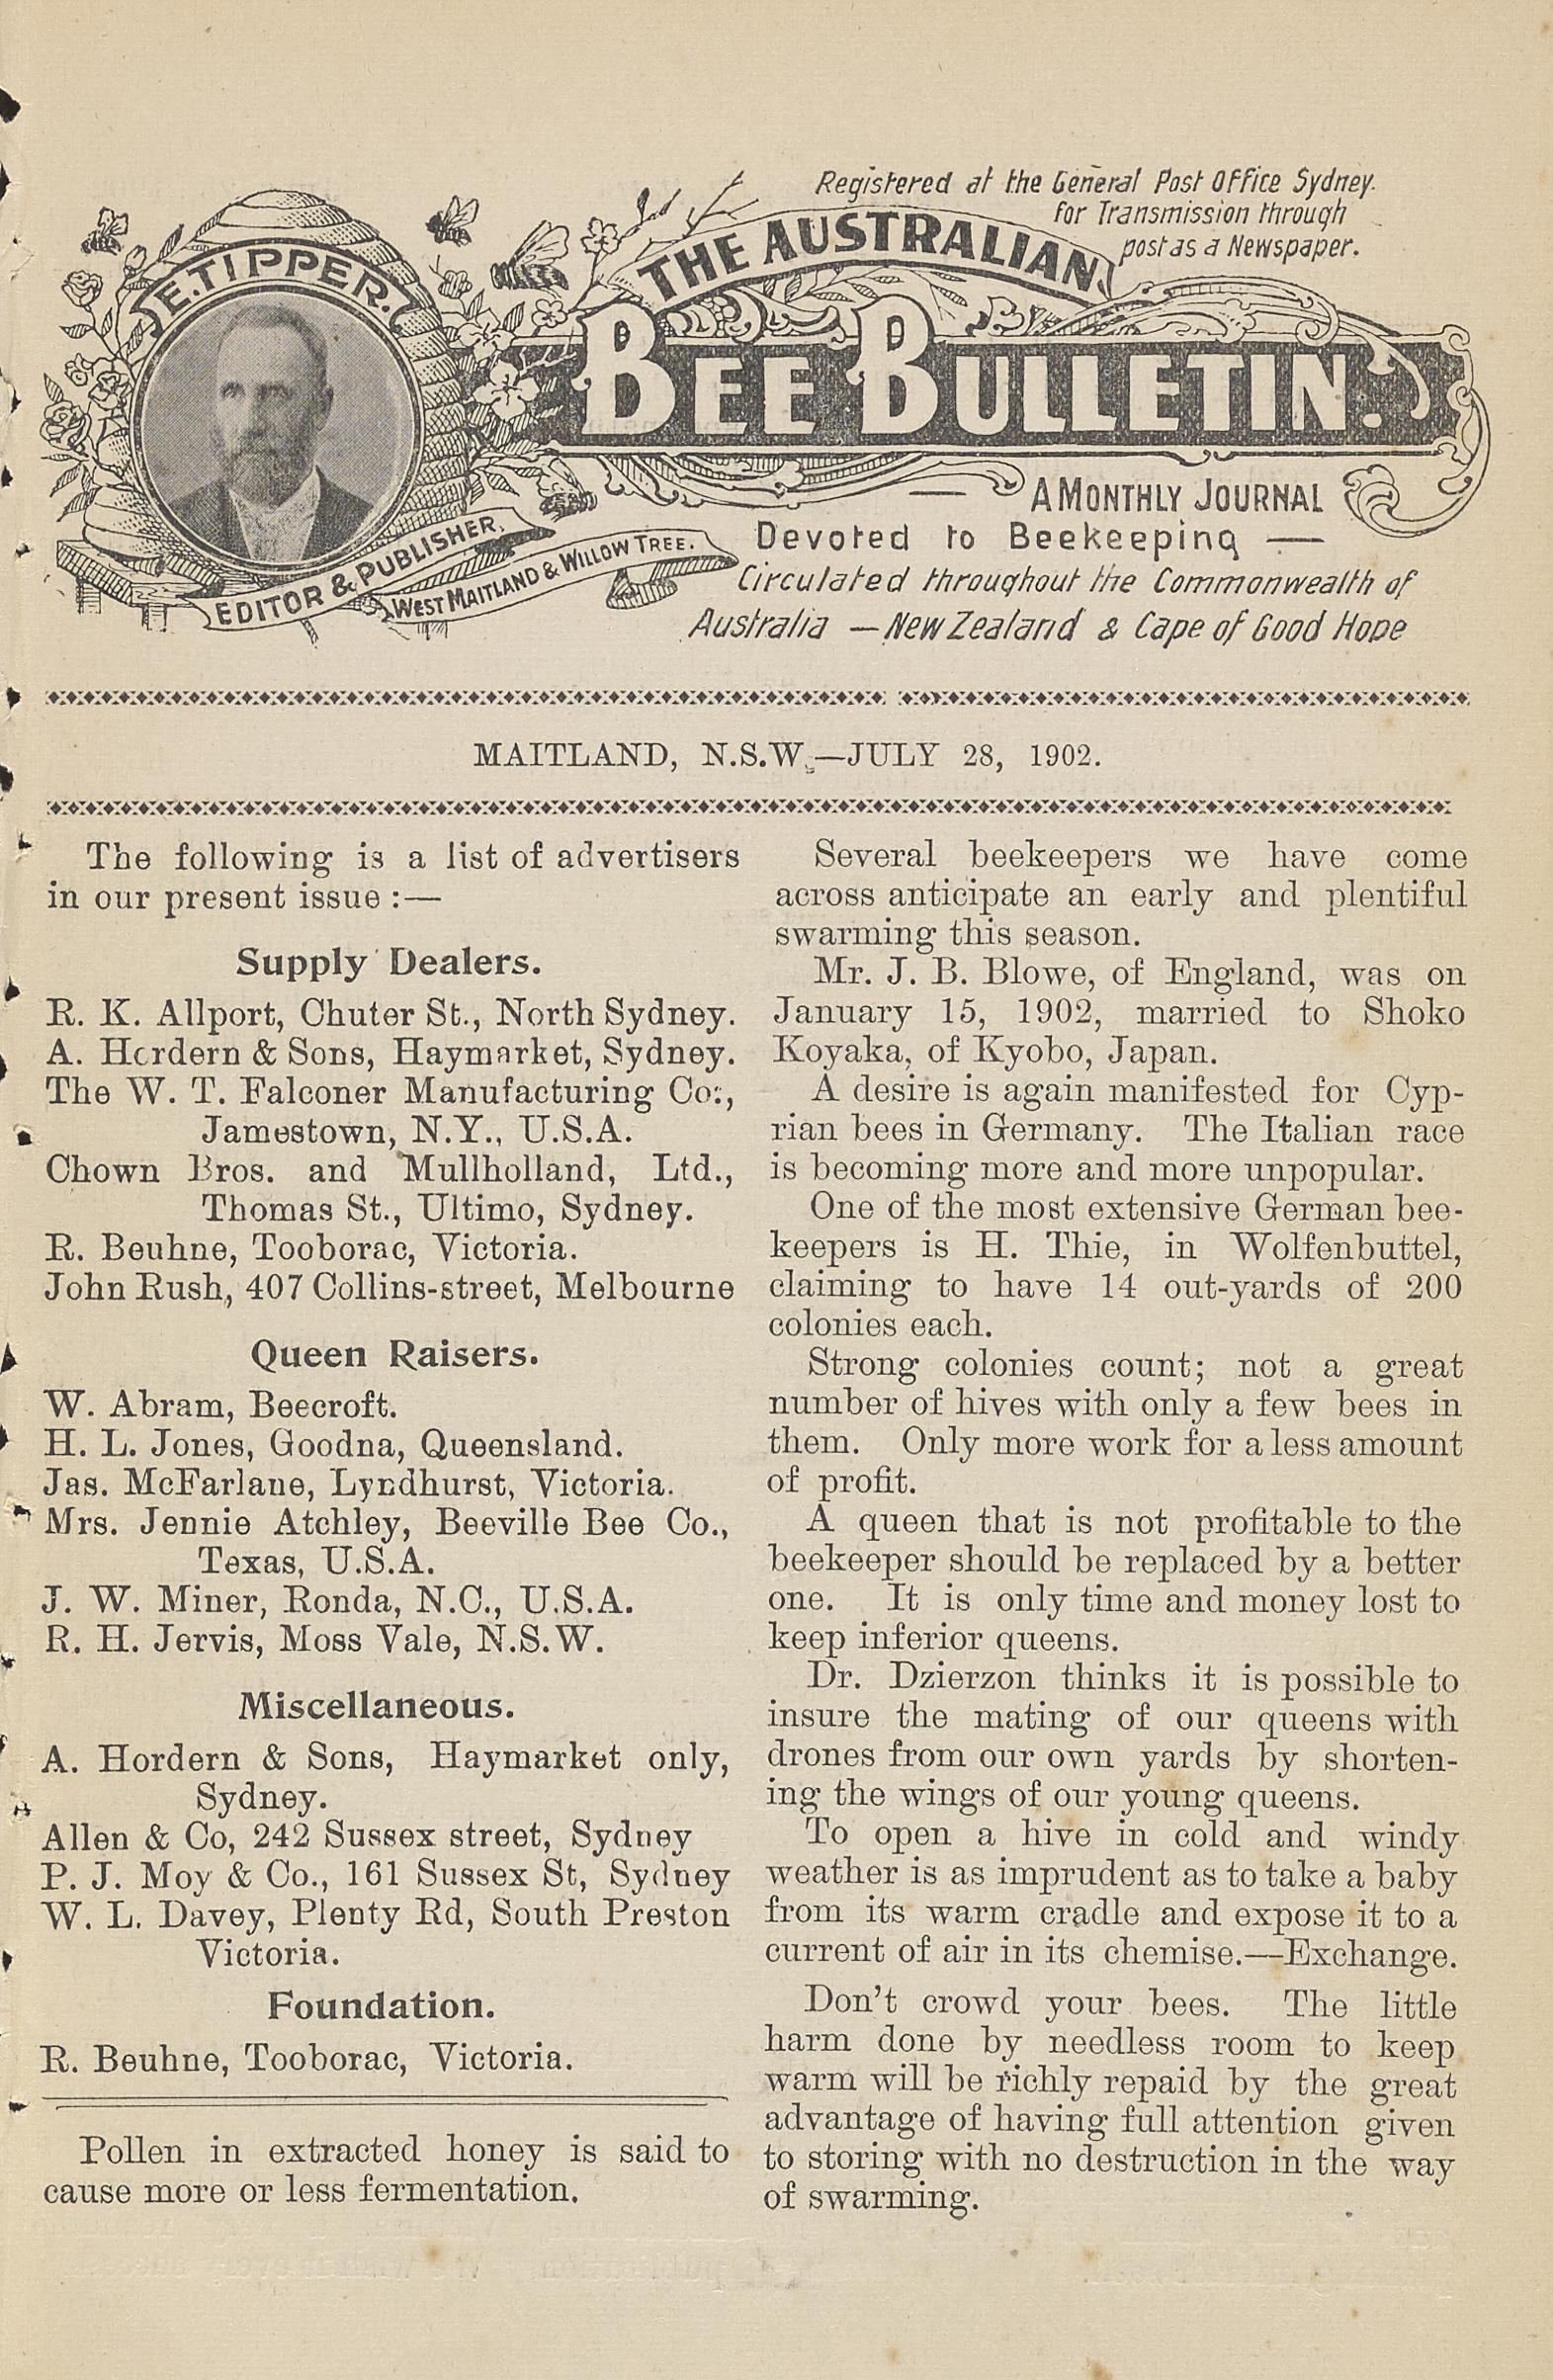 Registered at the General Post Office Sydney.
for Transmission through
post as a Newspaper.
E. TIPPER.
THE AUSTRALIAN
BEE BULLETIN.
A MONTHLY JOURNAL
Devoted to Beekeeping —
Circulated throughout the Commonwealth of
Australia — New Zealand & Cape of Good Hope
EDITOR & PUBLISHER.
WEST MAITLAND & WILLOW TREE.
MAITLAND, N.S.W.—JULY 28, 1902.
The following is a list of advertisers
in our present issue :—
Supply Dealers.
R. K. Allport, Chuter St., North Sydney.
A. Hordern & Sons, Haymarket, Sydney.
The W. T. Falconer Manufacturing Co.,
Jamestown, N.Y., U.S.A.
Chown Bros. and Mullholland, Ltd.,
Thomas St., Ultimo, Sydney.
R. Beuhne, Tooborac, Victoria.
John Rush, 407 Collins-street, Melbourne
Queen Raisers.
W. Abram, Beecroft.
H. L. Jones, Goodna, Queensland.
Jas. McFarlane, Lyndhurst, Victoria.
Mrs. Jennie Atchley, Beeville Bee Co.,
Texas, U.S.A.
J. W. Miner, Ronda, N.C., U.S.A.
R. H. Jervis, Moss Vale, N.S.W.
Miscellaneous.
A. Hordern & Sons, Haymarket only,
Sydney.
Allen & Co, 242 Sussex street, Sydney
P. J. Moy & Co., 161 Sussex St, Sydney
W. L. Davey, Plenty Rd, South Preston
Victoria.
Foundation.
R. Beuhne, Tooborac, Victoria.
Pollen in extracted honey is said to
cause more or less fermentation.
Several beekeepers we have come
across anticipate an early and plentiful
swarming this season.
Mr. J. B. Blowe, of England, was on
January 15, 1902, married to Shoko
Koyaka, of Kyobo, Japan.
A desire is again manifested for Cyp-
rian bees in Germany. The Italian race
is becoming more and more unpopular.
One of the most extensive German bee-
keepers is H. Thie, in Wolfenbuttel,
claiming to have 14 out-yards of 200
colonies each.
Strong colonies count; not a great
number of hives with only a few bees in
them. Only more work for a less amount
of profit.
A queen that is not profitable to the
beekeeper should be replaced by a better
one. It is only time and money lost to
keep inferior queens.
Dr. Dzierzon thinks it is possible to
insure the mating of our queens with
drones from our own yards by shorten-
ing the wings of our young queens.
To open a hive in cold and windy
weather is as imprudent as to take a baby
from its warm cradle and expose it to a
current of air in its chemise.—Exchange.
Don't crowd your bees. The little
harm done by needless room to keep
warm will be richly repaid by the great
advantage of having full attention given
to storing with no destruction in the way
of swarming.